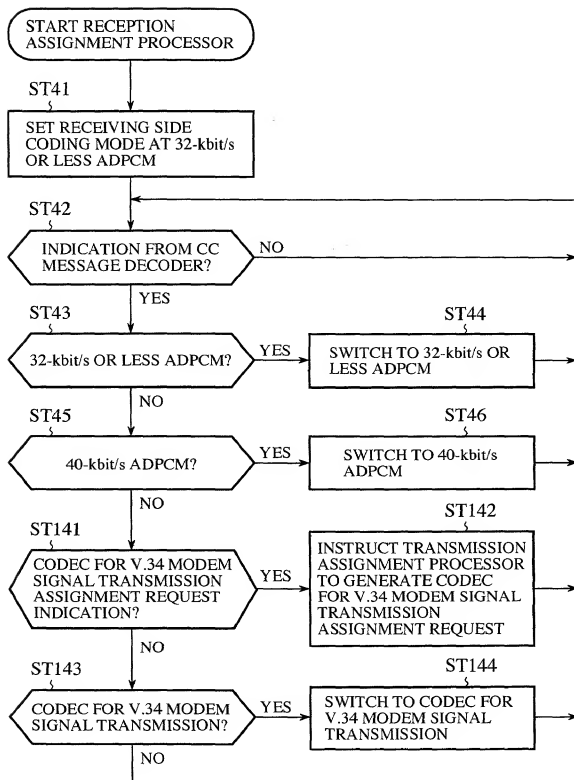 START RECEPTION
ASSIGNMENT PROCESSOR
ST41
SET RECEIVING SIDE
CODING MODE AT 32-kbit/s
OR LESS ADPCM
ST42
INDICATION FROM CC
MESSAGE DECODER?
NO
YES
ST43
32-kbit/s OR LESS ADPCM?
YES
ST44
SWITCH TO 32-kbit/s OR
LESS ADPCM
NO
ST45
40-kbit/s ADPCM?
YES
ST46
SWITCH TO 40-kbit/s
ADPCM
NO
ST141
CODEC FOR V.34 MODEM
SIGNAL TRANSMISSION
ASSIGNMENT REQUEST
INDICATION?
YES
ST142
INSTRUCT TRANSMISSION
ASSIGNMENT PROCESSOR
TO GENERATE CODEC
FOR V.34 MODEM SIGNAL
TRANSMISSION
ASSIGNMENT REQUEST
NO
ST143
CODEC FOR V.34 MODEM
SIGNAL TRANSMISSION?
YES
ST144
SWITCH TO CODEC FOR
V.34 MODEM SIGNAL
TRANSMISSION
NO